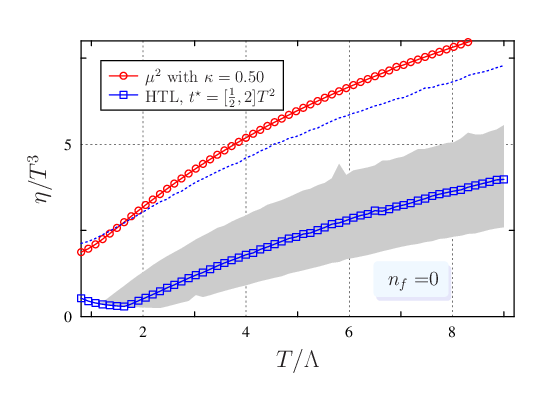 η/T³
μ² with κ = 0.50
HTL, t* = [½, 2]T²
5
0
n_f =0
2 4 6 8
T/Λ